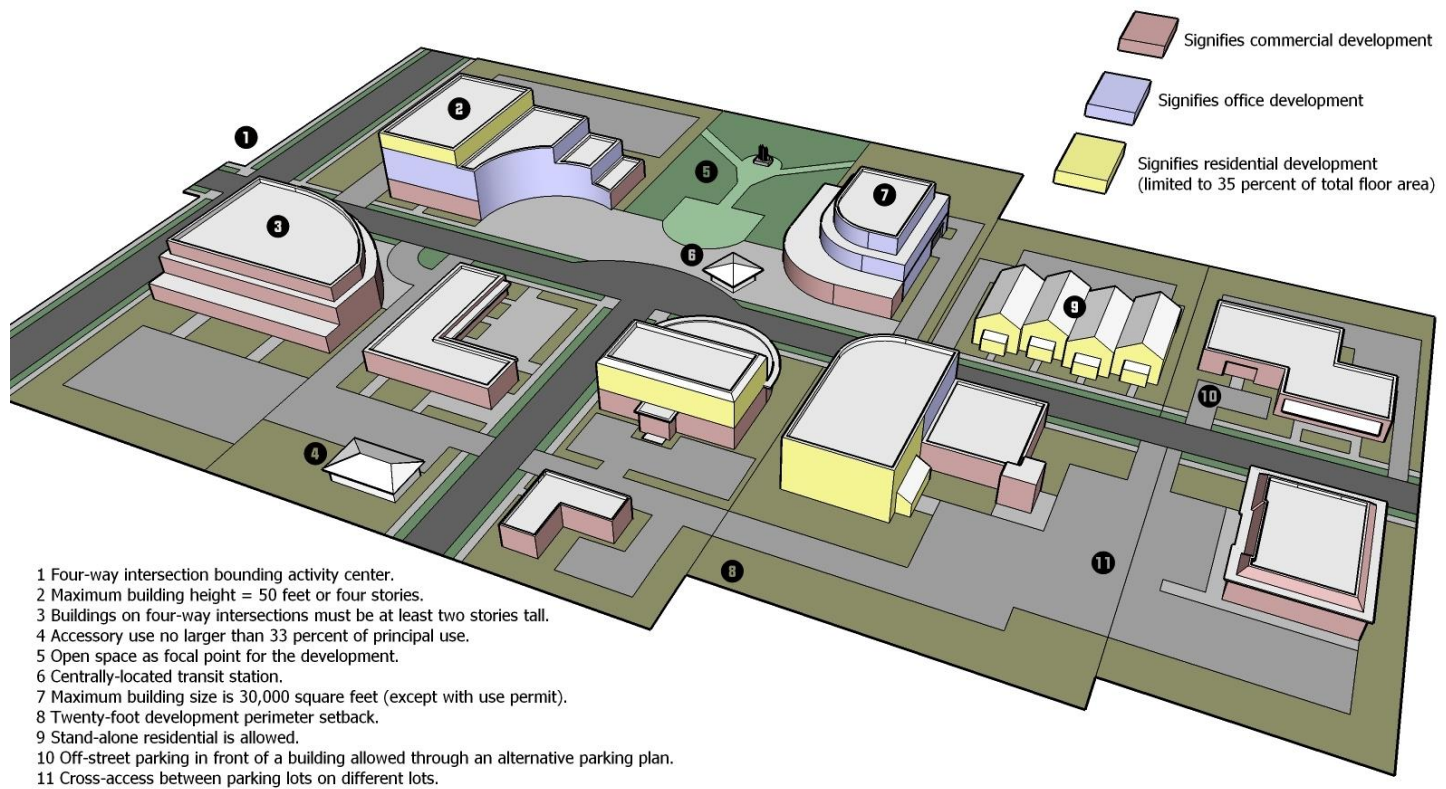 Signifies commercial development
Signifies office development
Signifies residential development
(limited to 35 percent of total floor area)
1
2
3
5
7
6
9
10
4
8
11
1 Four-way intersection bounding activity center.
2 Maximum building height = 50 feet or four stories.
3 Buildings on four-way intersections must be at least two stories tall.
4 Accessory use no larger than 33 percent of principal use.
5 Open space as focal point for the development.
6 Centrally-located transit station.
7 Maximum building size is 30,000 square feet (except with use permit).
8 Twenty-foot development perimeter setback.
9 Stand-alone residential is allowed.
10 Off-street parking in front of a building allowed through an alternative parking plan.
11 Cross-access between parking lots on different lots.